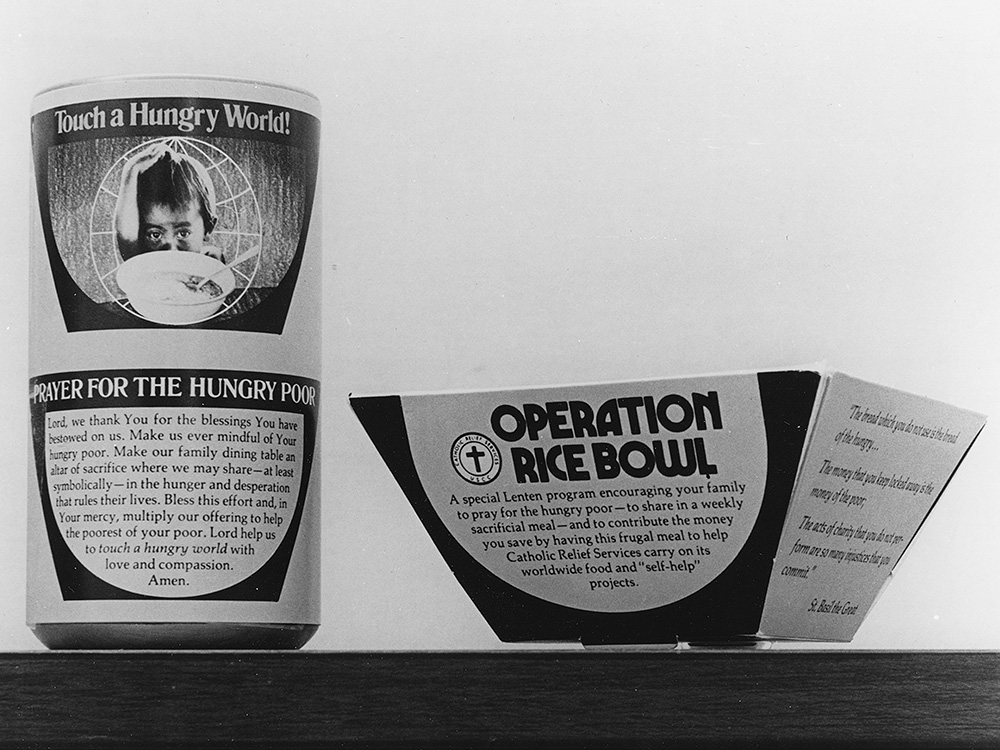 Touch a Hungry World!
PRAYER FOR THE HUNGRY POOR
Lord, we thank You for the blessings You have
bestowed on us. Make us ever mindful of Your
hungry poor. Make our family dining table an
altar of sacrifice where we may share—at least
symbolically—in the hunger and desperation
that rules their lives. Bless this effort and, in
Your mercy, multiply our offering to help
the poorest of your poor. Lord help us
to touch a hungry world with
love and compassion.
Amen.
OPERATION
RICE BOWL
CATHOLIC RELIEF SERVICES
USCC
A special Lenten program encouraging your family
to pray for the hungry poor—to share in a weekly
sacrificial meal—and to contribute the money
you save by having this frugal meal to help
Catholic Relief Services carry on its
worldwide food and "self-help"
projects.
"The bread which you do not use is the bread
of the hungry...
The money that you keep locked away is the
money of the poor;
The acts of charity that you do not per-
form are so many injustices that you
commit."
St. Basil the Great